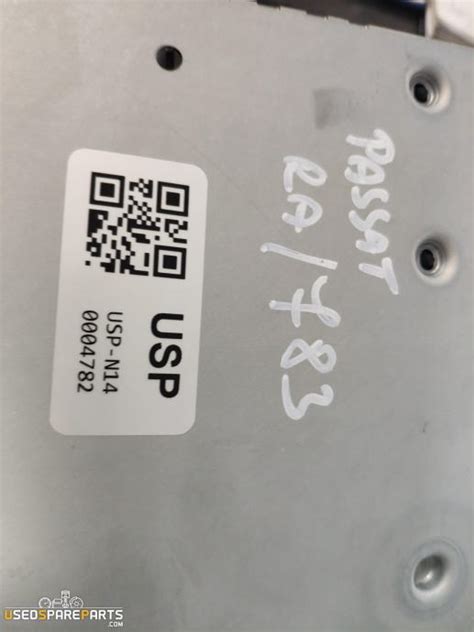 PASSAT
RA/783
USP
USP-N14
0004782
USEDSPAREPARTS
.COM